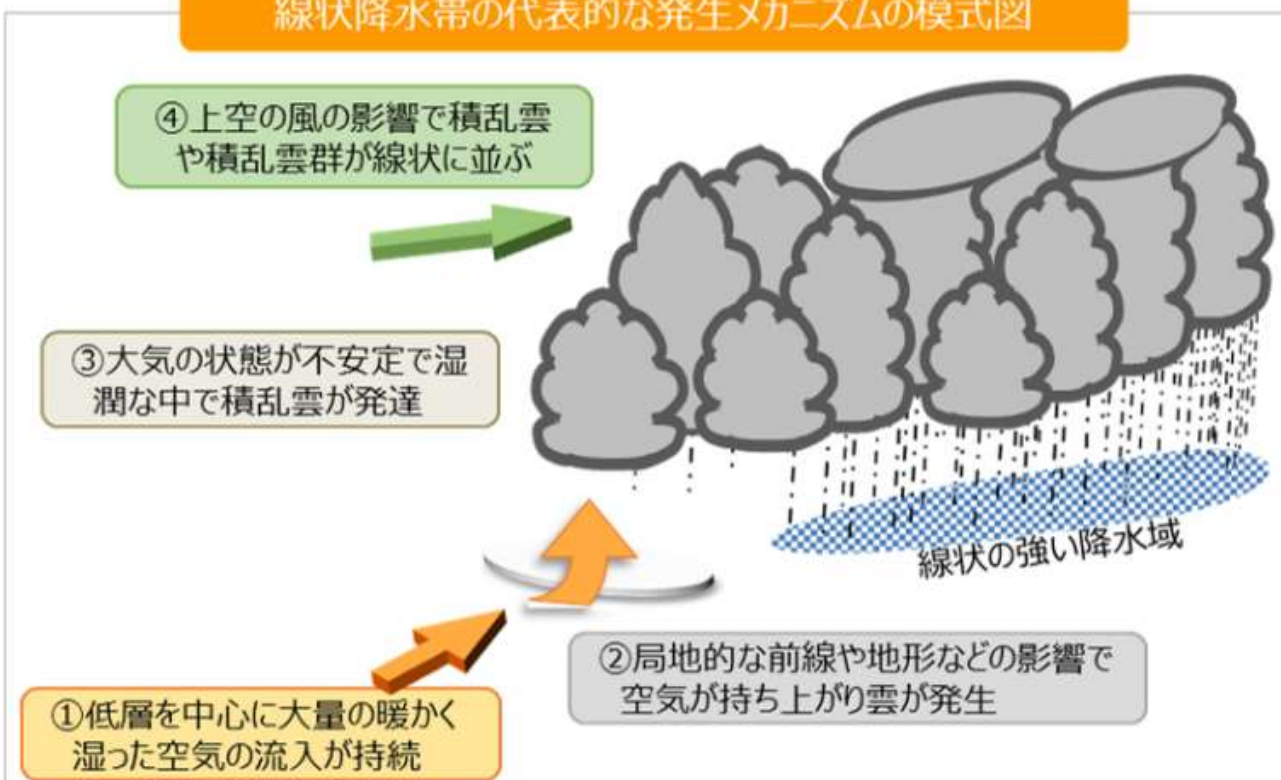 線状降水帯の代表的な発生メカニズムの模式図
④上空の風の影響で積乱雲
や積乱雲群が線状に並ぶ
③大気の状態が不安定で湿
潤な中で積乱雲が発達
線状の強い降水域
②局地的な前線や地形などの影響で
空気が持ち上がり雲が発生
①低層を中心に大量の暖かく
湿った空気の流入が持続